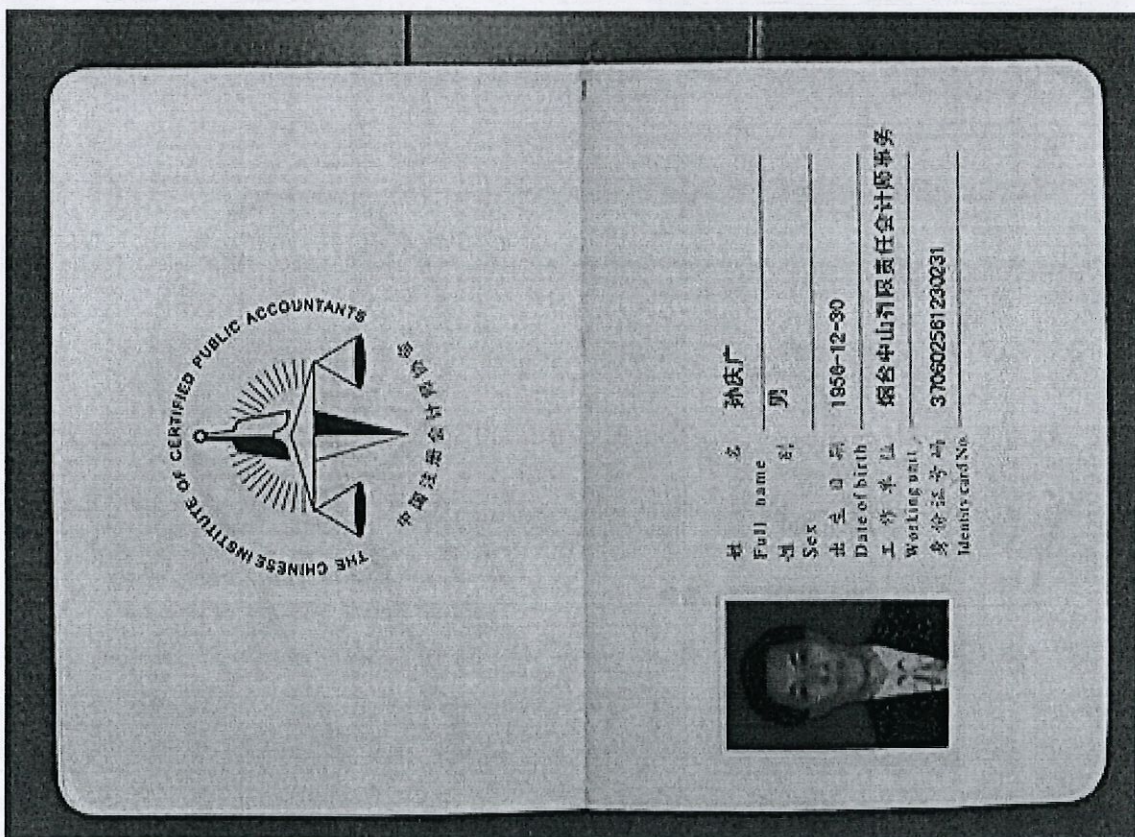 THE CHINESE INSTITUTE OF CERTIFIED PUBLIC ACCOUNTANTS
中国注册会计师协会
姓 名 孙庆广
Full name
性 别 男
Sex
出生日期 1958-12-30
Date of birth
工作单位 烟台中山有限责任会计师事务
Working unit
身份证号码 370602581230231
Identity card No.